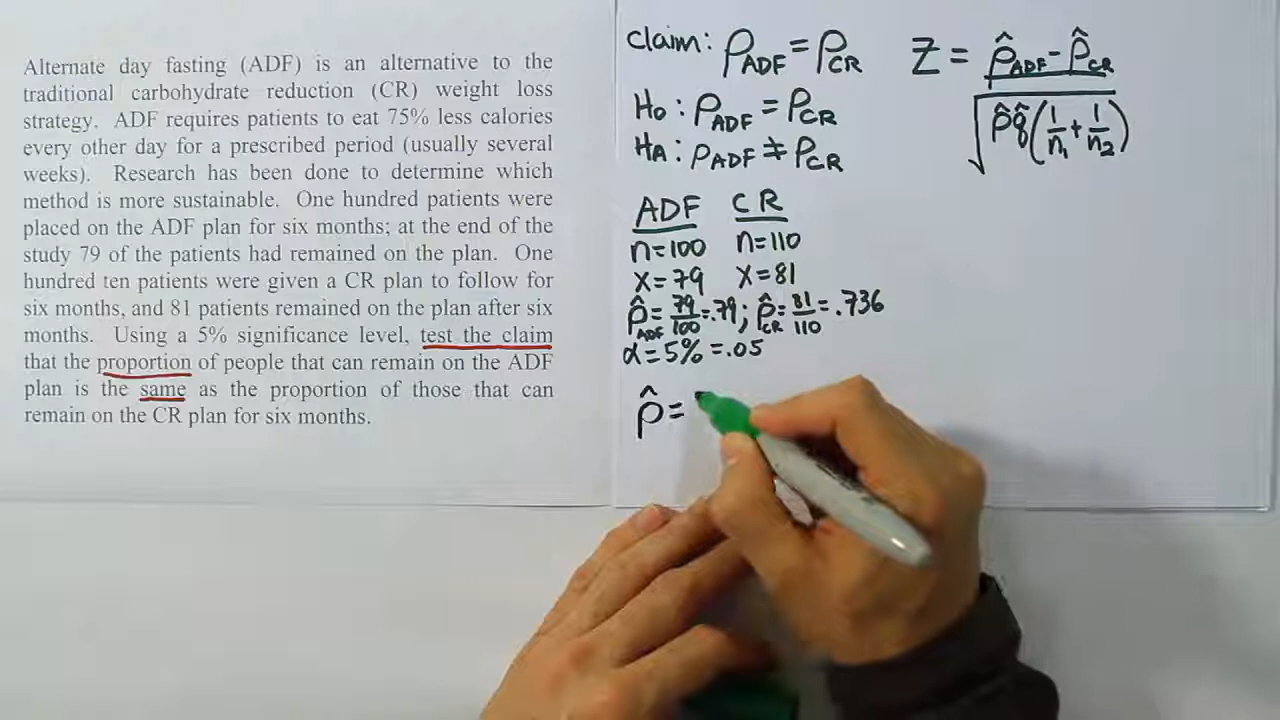 Alternate day fasting (ADF) is an alternative to the
traditional carbohydrate reduction (CR) weight loss
strategy. ADF requires patients to eat 75% less calories
every other day for a prescribed period (usually several
weeks). Research has been done to determine which
method is more sustainable. One hundred patients were
placed on the ADF plan for six months; at the end of the
study 79 of the patients had remained on the plan. One
hundred ten patients were given a CR plan to follow for
six months, and 81 patients remained on the plan after six
months. Using a 5% significance level, test the claim
that the proportion of people that can remain on the ADF
plan is the same as the proportion of those that can
remain on the CR plan for six months.
Claim: P_ADF = P_CR
H₀: P_ADF = P_CR
H_A: P_ADF ≠ P_CR
ADF CR
n=100 n=110
x=79 x=81
p̂_ADF = 79/100 = .79; p̂_CR = 81/110 = .736
α = 5% = .05
p̂ =
Z = (p̂_ADF - p̂_CR) / √(p̂q̂(1/n₁ + 1/n₂))